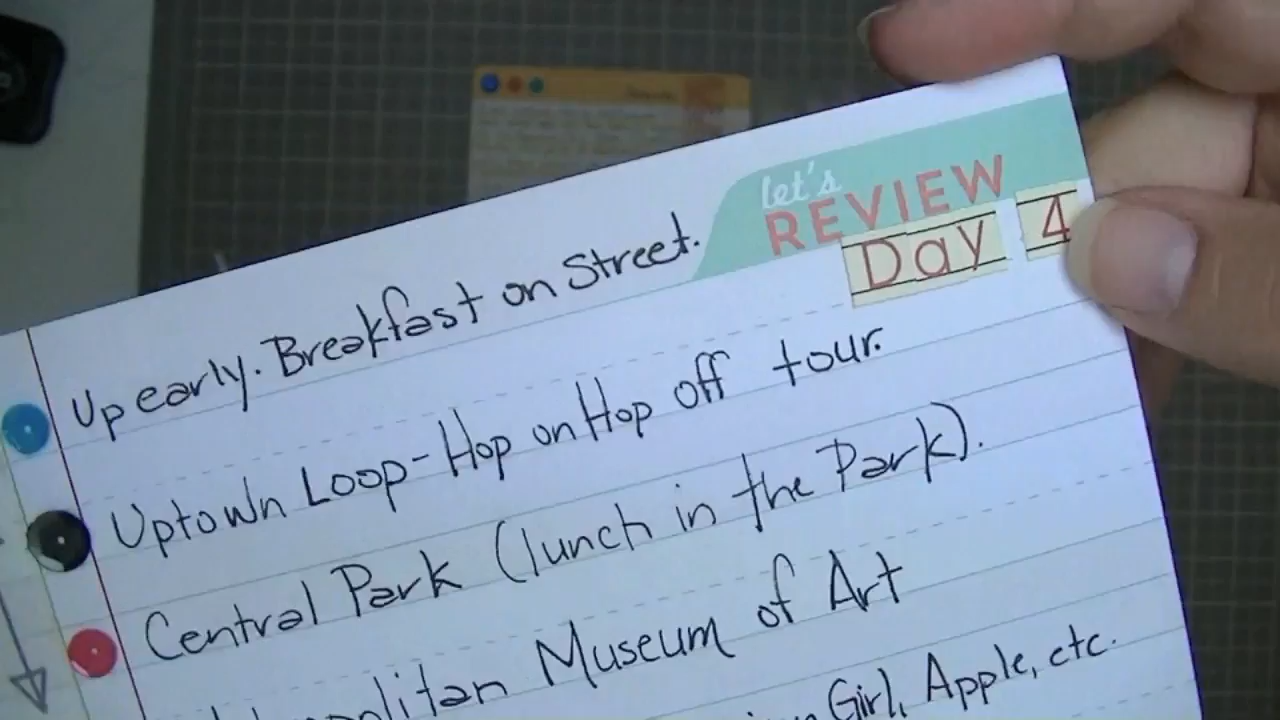 let's
REVIEW
Day 4
Up early. Breakfast on Street.
Uptown Loop-Hop on Hop off tour.
Central Park (lunch in the Park).
Museum of Art
Girl, Apple, etc.